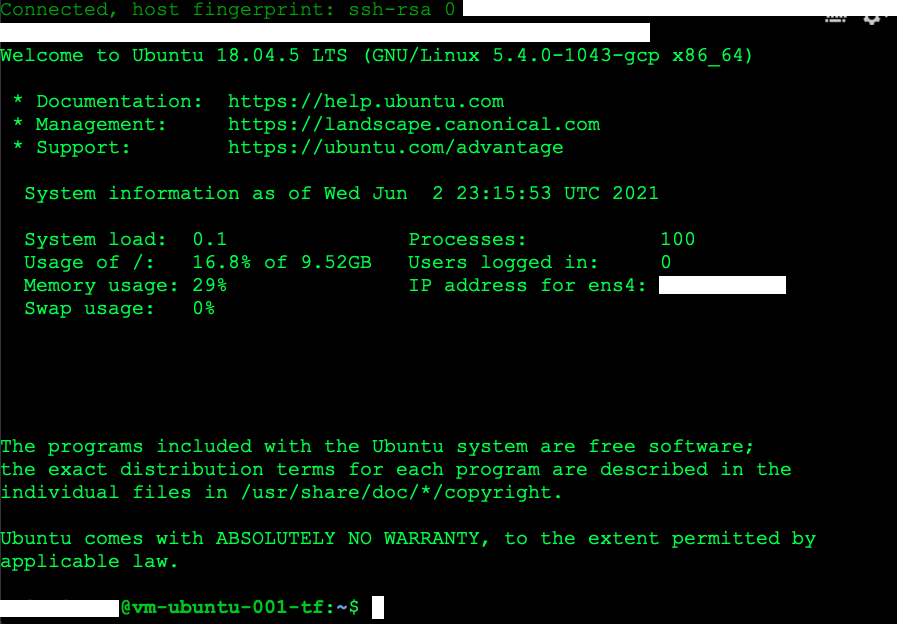 Connected, host fingerprint: ssh-rsa 0
Welcome to Ubuntu 18.04.5 LTS (GNU/Linux 5.4.0-1043-gcp x86_64)
* Documentation: https://help.ubuntu.com
* Management: https://landscape.canonical.com
* Support: https://ubuntu.com/advantage
System information as of Wed Jun 2 23:15:53 UTC 2021
System load: 0.1 Processes: 100
Usage of /: 16.8% of 9.52GB Users logged in: 0
Memory usage: 29% IP address for ens4:
Swap usage: 0%
The programs included with the Ubuntu system are free software;
the exact distribution terms for each program are described in the
individual files in /usr/share/doc/*/copyright.
Ubuntu comes with ABSOLUTELY NO WARRANTY, to the extent permitted by
applicable law.
@vm-ubuntu-001-tf:~$